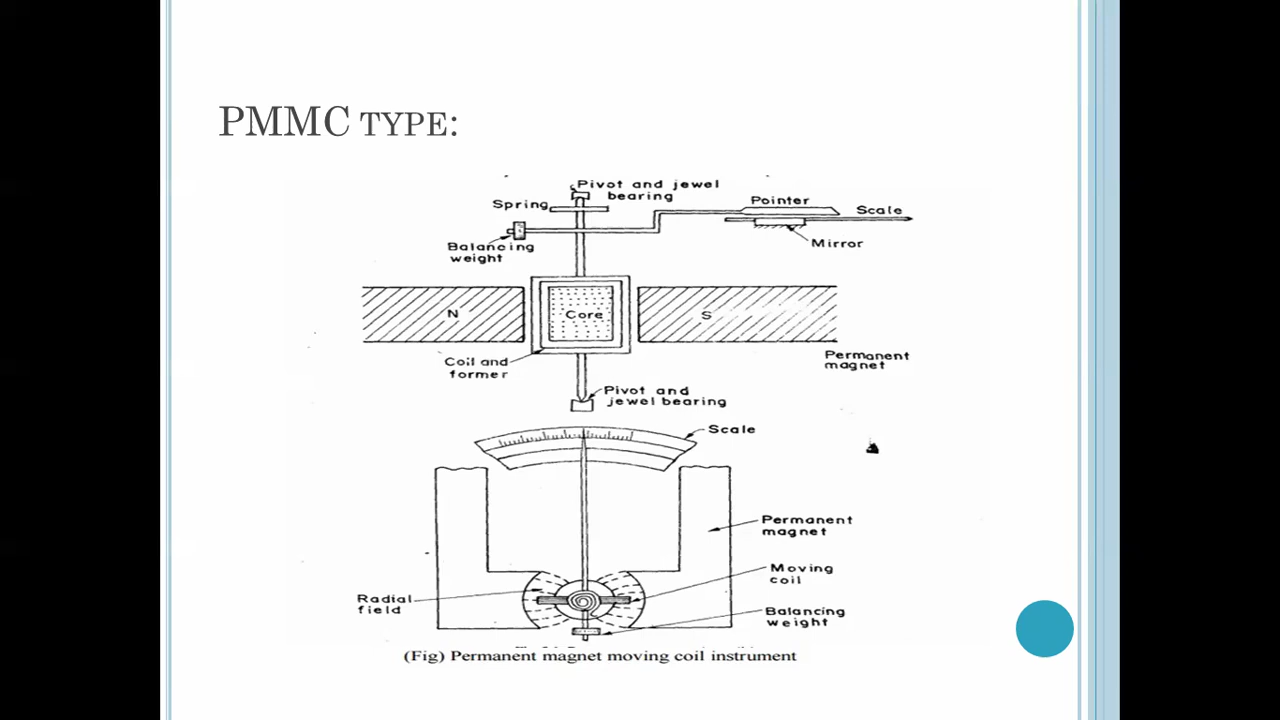 PMMC TYPE:
Pivot and jewel
bearing
Spring
Pointer
Scale
Balancing
weight
Mirror
N
Core
S
Coil and
former
Permanent
magnet
Pivot and
jewel bearing
Scale
Permanent
magnet
Moving
coil
Radial
field
Balancing
weight
(Fig) Permanent magnet moving coil instrument